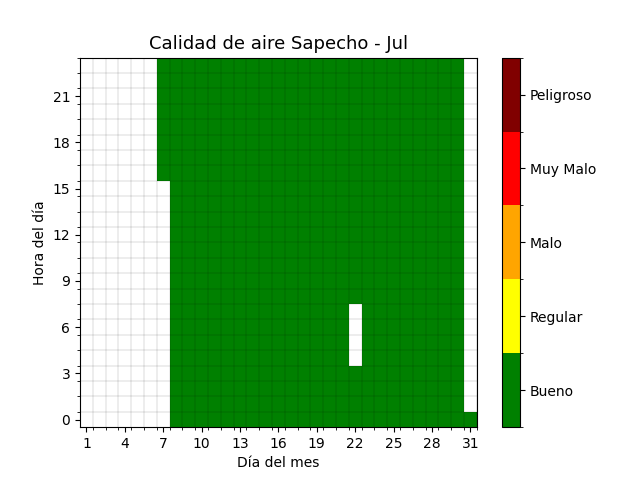 Calidad de aire Sapecho - Jul
21
18
15
12
9
6
3
0
Hora del día
1 4 7 10 13 16 19 22 25 28 31
Día del mes
Peligroso
Muy Malo
Malo
Regular
Bueno